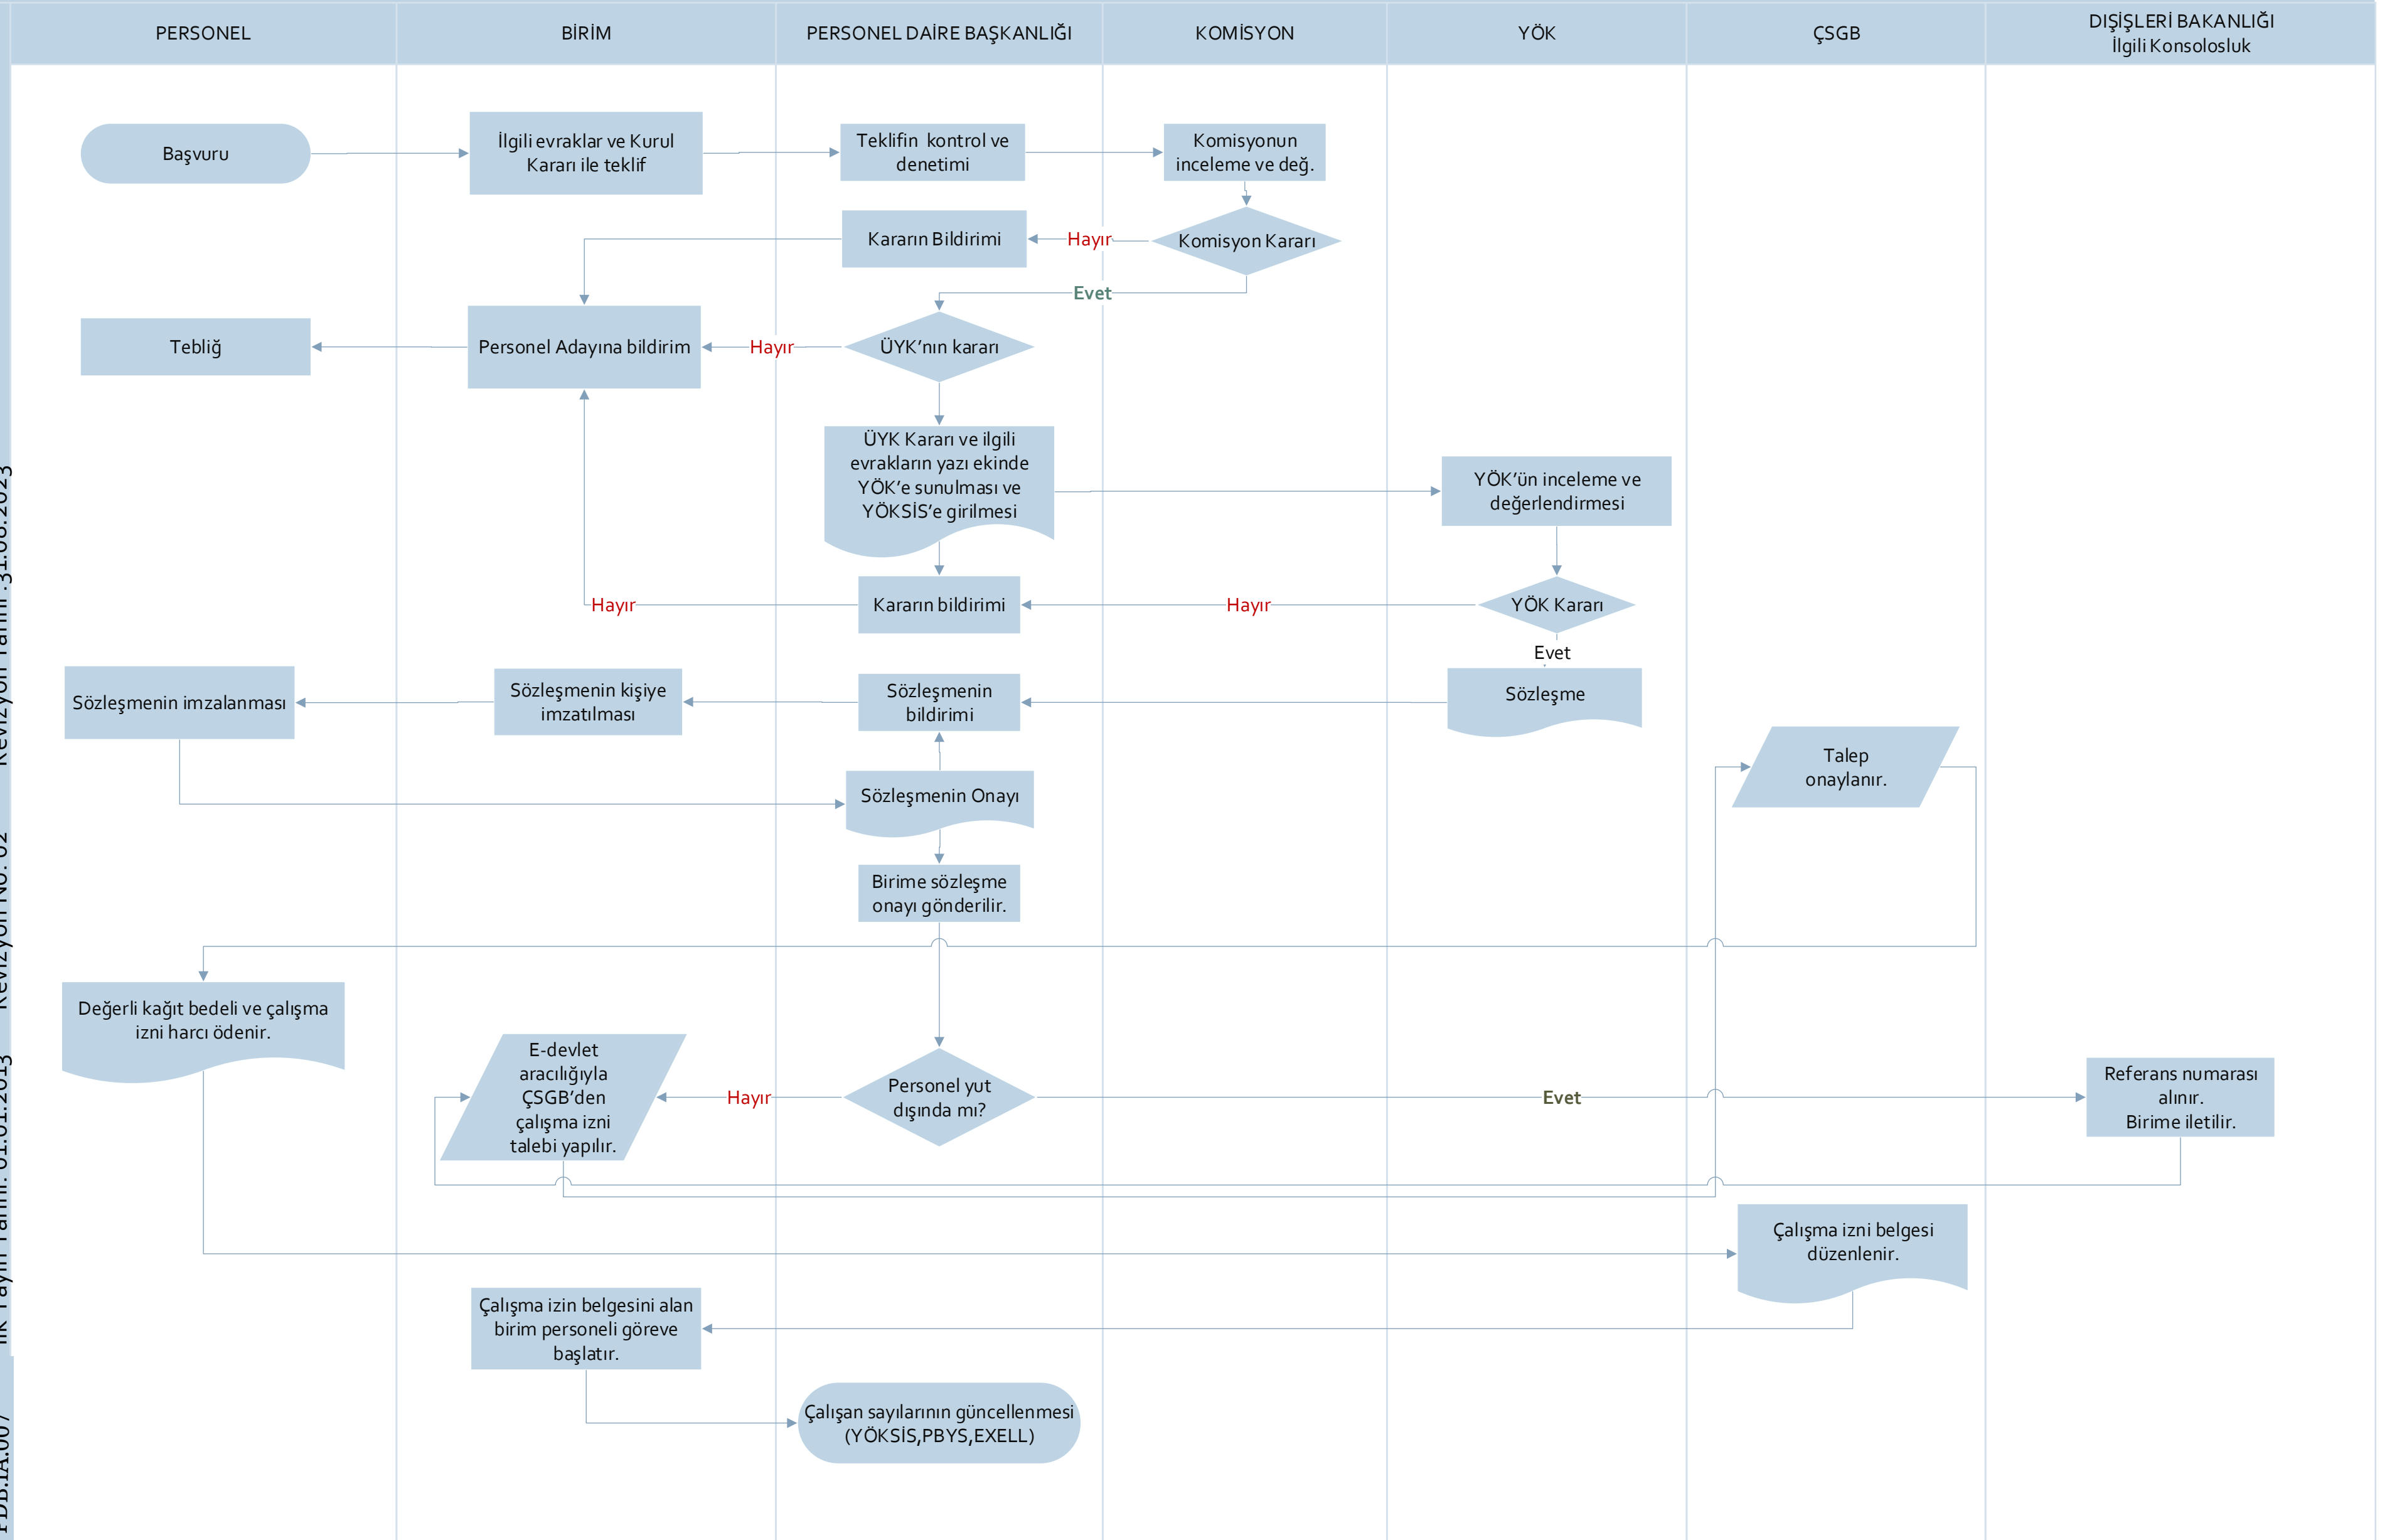 PERSONEL
BİRİM
PERSONEL DAİRE BAŞKANLIĞI
KOMİSYON
YÖK
ÇSGB
DIŞİŞLERİ BAKANLIĞI
İlgili Konsolosluk
Başvuru
İlgili evraklar ve Kurul
Kararı ile teklif
Teklifin kontrol ve
denetimi
Komisyonun
inceleme ve değ.
Kararın Bildirimi
Hayır
Komisyon Kararı
Evet
Tebliğ
Personel Adayına bildirim
Hayır
ÜYK’nın kararı
ÜYK Kararı ve ilgili
evrakların yazı ekinde
YÖK’e sunulması ve
YÖKSİS’e girilmesi
YÖK’ün inceleme ve
değerlendirmesi
Hayır
Kararın bildirimi
Hayır
YÖK Kararı
Evet
Sözleşmenin imzalanması
Sözleşmenin kişiye
imzatılması
Sözleşmenin
bildirimi
Sözleşme
Talep
onaylanır.
Sözleşmenin Onayı
Birime sözleşme
onayı gönderilir.
Değerli kağıt bedeli ve çalışma
izni harcı ödenir.
E-devlet
aracılığıyla
ÇSGB’den
çalışma izni
talebi yapılır.
Hayır
Personel yut
dışında mı?
Evet
Referans numarası
alınır.
Birime iletilir.
Çalışma izni belgesi
düzenlenir.
Çalışma izin belgesini alan
birim personeli göreve
başlatır.
Çalışan sayılarının güncellenmesi
(YÖKSİS,PBYS,EXELL)